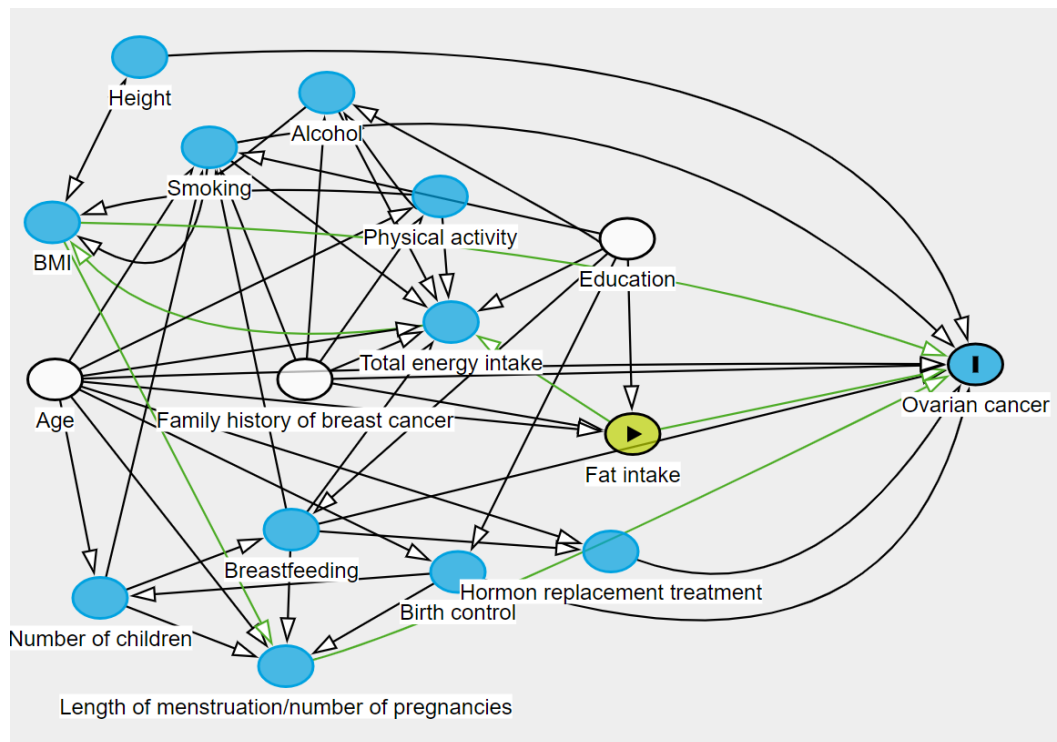 Height
Alcohol
Smoking
Physical activity
BMI
Education
Total energy intake
Age
Family history of breast cancer
Ovarian cancer
Fat intake
Breastfeeding
Hormon replacement treatment
Birth control
Number of children
Length of menstruation/number of pregnancies